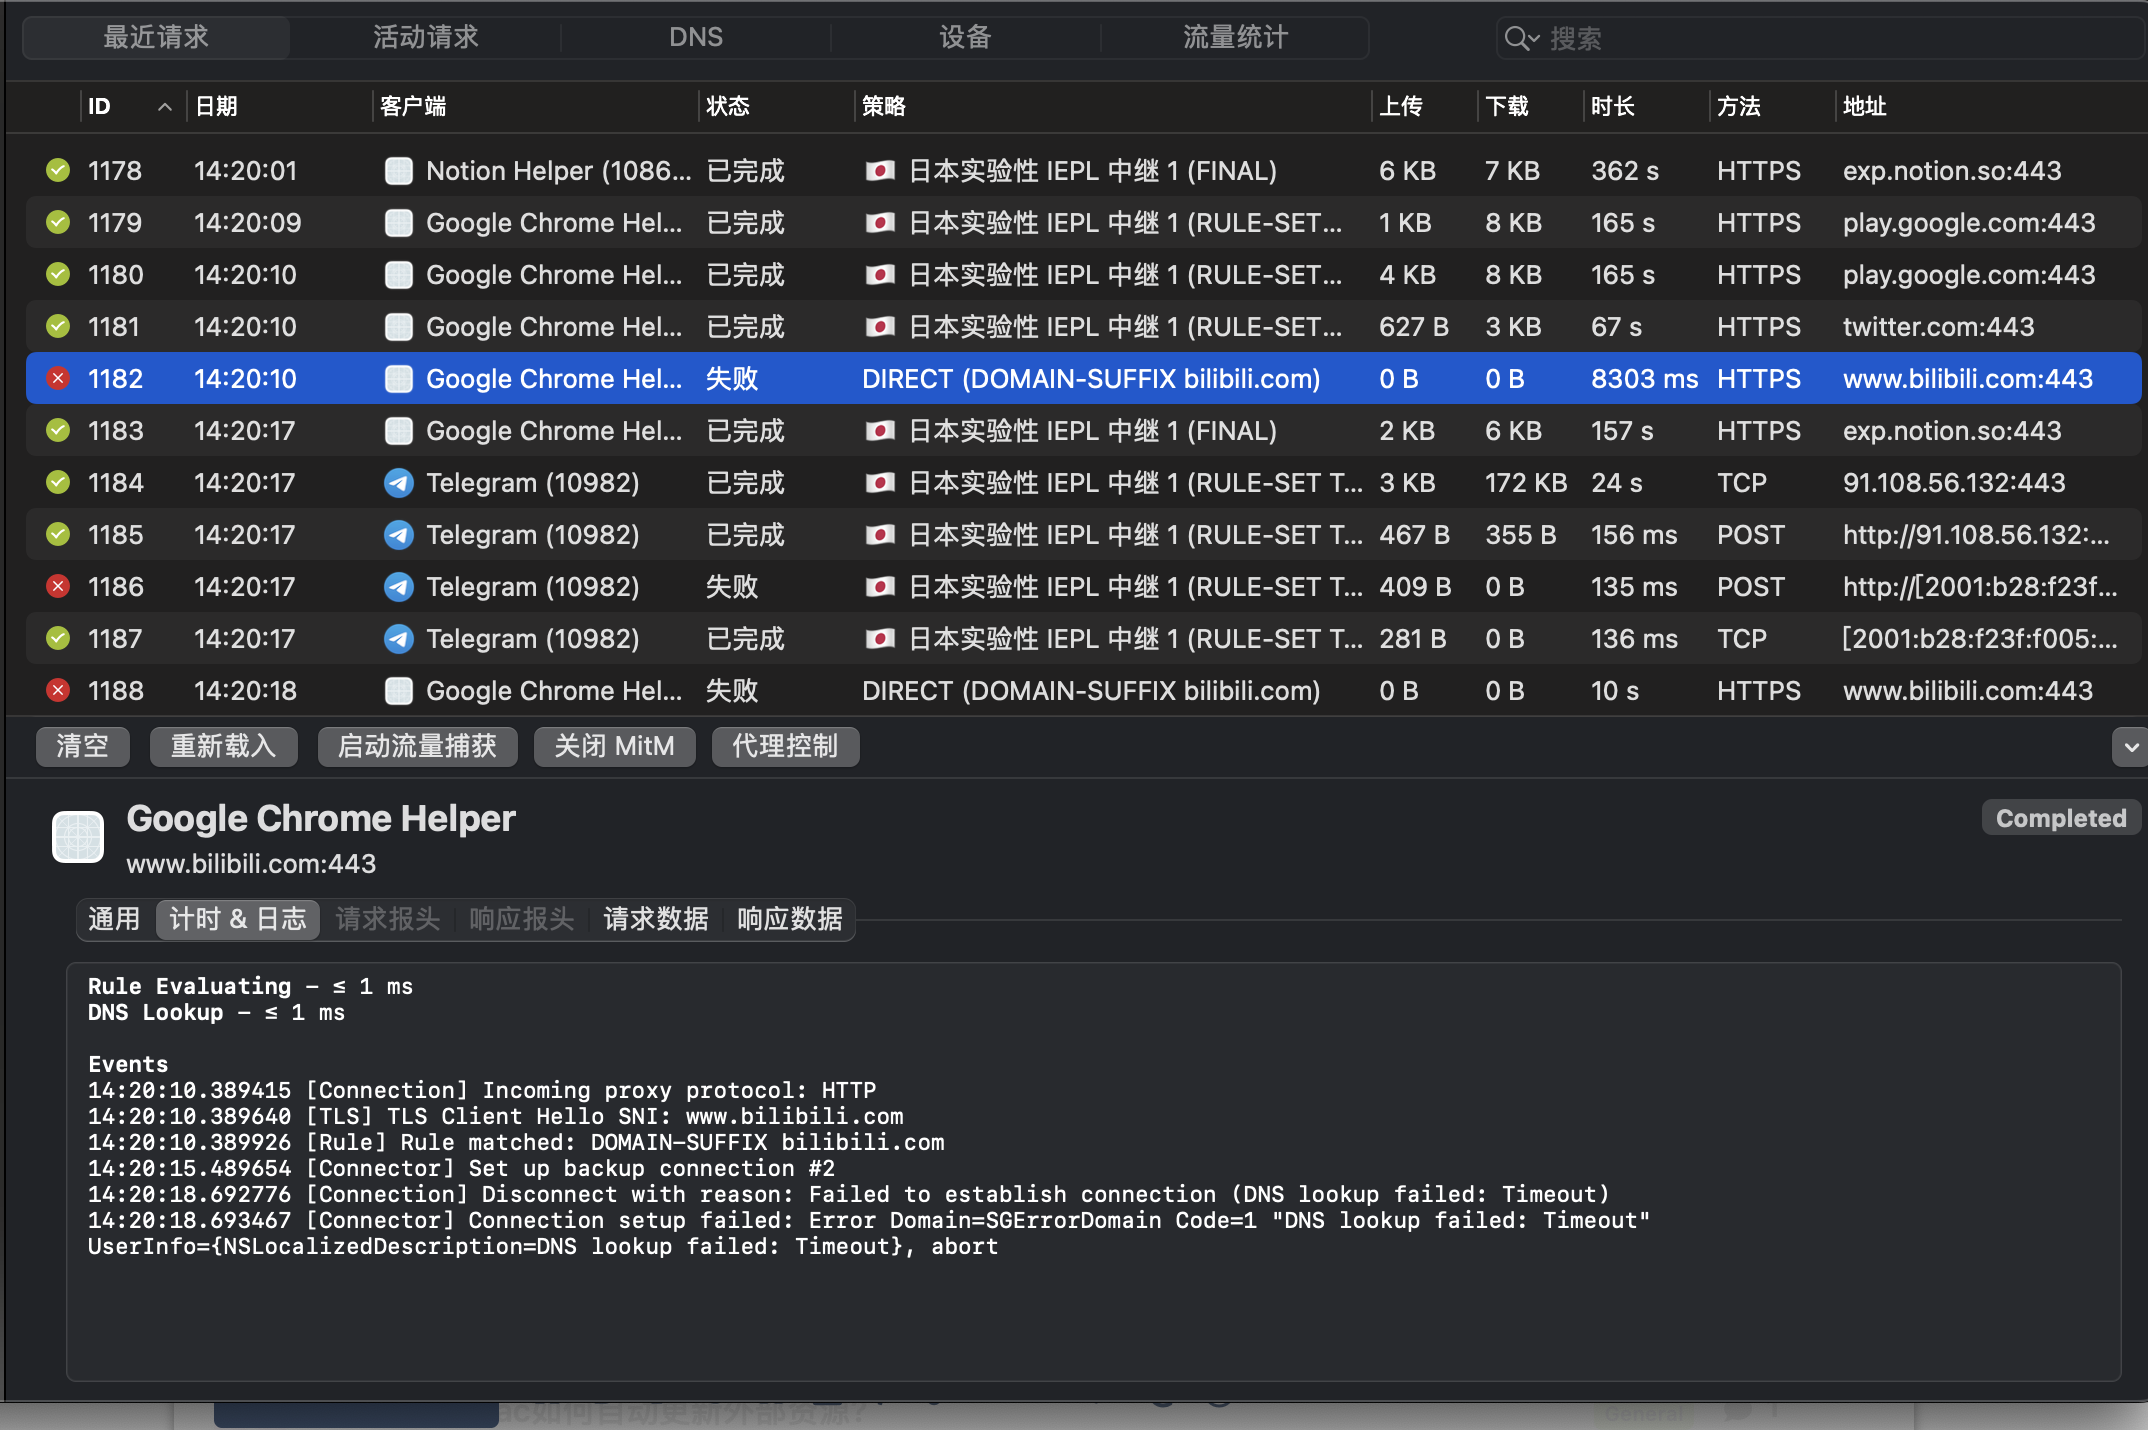 最近请求 活动请求 DNS 设备 流量统计 搜索
ID 日期 客户端 状态 策略 上传 下载 时长 方法 地址
1178 14:20:01 Notion Helper (1086... 已完成 🇯🇵 日本实验性 IEPL 中继 1 (FINAL) 6 KB 7 KB 362 s HTTPS exp.notion.so:443
1179 14:20:09 Google Chrome Hel... 已完成 🇯🇵 日本实验性 IEPL 中继 1 (RULE-SET... 1 KB 8 KB 165 s HTTPS play.google.com:443
1180 14:20:10 Google Chrome Hel... 已完成 🇯🇵 日本实验性 IEPL 中继 1 (RULE-SET... 4 KB 8 KB 165 s HTTPS play.google.com:443
1181 14:20:10 Google Chrome Hel... 已完成 🇯🇵 日本实验性 IEPL 中继 1 (RULE-SET... 627 B 3 KB 67 s HTTPS twitter.com:443
1182 14:20:10 Google Chrome Hel... 失败 DIRECT (DOMAIN-SUFFIX bilibili.com) 0 B 0 B 8303 ms HTTPS www.bilibili.com:443
1183 14:20:17 Google Chrome Hel... 已完成 🇯🇵 日本实验性 IEPL 中继 1 (FINAL) 2 KB 6 KB 157 s HTTPS exp.notion.so:443
1184 14:20:17 Telegram (10982) 已完成 🇯🇵 日本实验性 IEPL 中继 1 (RULE-SET T... 3 KB 172 KB 24 s TCP 91.108.56.132:443
1185 14:20:17 Telegram (10982) 已完成 🇯🇵 日本实验性 IEPL 中继 1 (RULE-SET T... 467 B 355 B 156 ms POST http://91.108.56.132:...
1186 14:20:17 Telegram (10982) 失败 🇯🇵 日本实验性 IEPL 中继 1 (RULE-SET T... 409 B 0 B 135 ms POST http://[2001:b28:f23f...
1187 14:20:17 Telegram (10982) 已完成 🇯🇵 日本实验性 IEPL 中继 1 (RULE-SET T... 281 B 0 B 136 ms TCP [2001:b28:f23f:f005:...
1188 14:20:18 Google Chrome Hel... 失败 DIRECT (DOMAIN-SUFFIX bilibili.com) 0 B 0 B 10 s HTTPS www.bilibili.com:443
清空 重新载入 启动流量捕获 关闭 MitM 代理控制
Google Chrome Helper Completed
www.bilibili.com:443
通用 计时 & 日志 请求报头 响应报头 请求数据 响应数据
Rule Evaluating – ≤ 1 ms
DNS Lookup – ≤ 1 ms
Events
14:20:10.389415 [Connection] Incoming proxy protocol: HTTP
14:20:10.389640 [TLS] TLS Client Hello SNI: www.bilibili.com
14:20:10.389926 [Rule] Rule matched: DOMAIN-SUFFIX bilibili.com
14:20:15.489654 [Connector] Set up backup connection #2
14:20:18.692776 [Connection] Disconnect with reason: Failed to establish connection (DNS lookup failed: Timeout)
14:20:18.693467 [Connector] Connection setup failed: Error Domain=SGErrorDomain Code=1 "DNS lookup failed: Timeout"
UserInfo={NSLocalizedDescription=DNS lookup failed: Timeout}, abort
ac如何自动更新外部资源? General